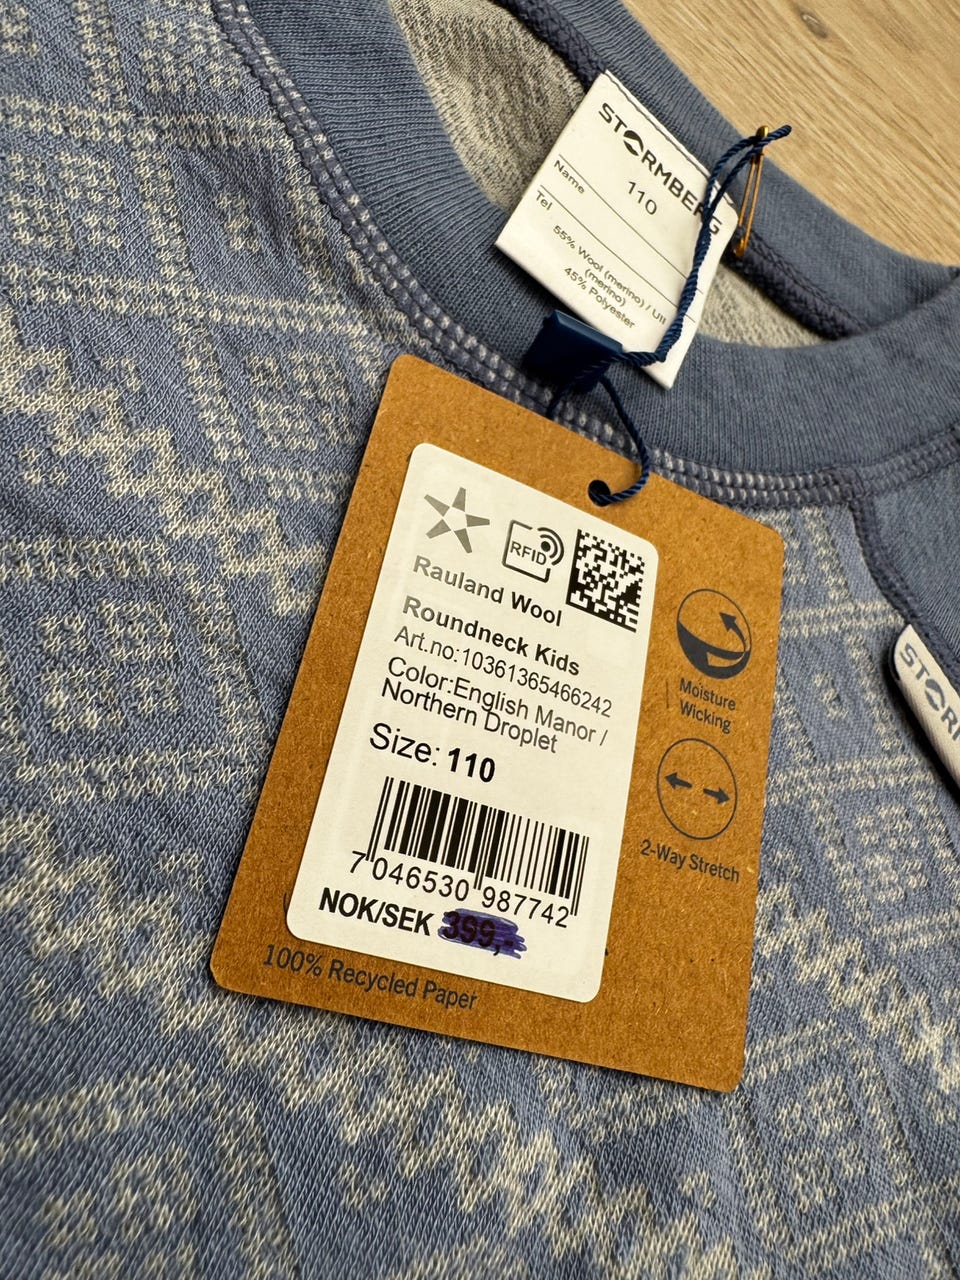 STORMBERG
110
Name
Tel
55% Wool (merino) / Ull
(merino)
45% Polyester
RFID
Rauland Wool
Roundneck Kids
Art.no:10361365466242
Color:English Manor /
Northern Droplet
Size: 110
7 046530 987742
NOK/SEK 399,-
100% Recycled Paper
Moisture
Wicking
2-Way Stretch
STOR